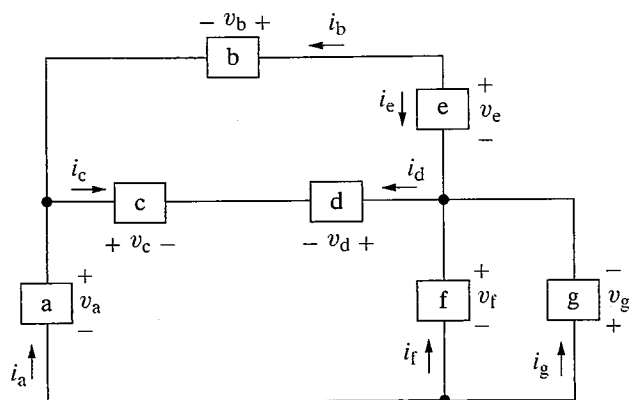 − v_b + i_b
b
i_e e + v_e −
i_c i_d
c d
+ v_c − − v_d +
a + v_a − f + v_f − g − v_g +
i_a i_f i_g